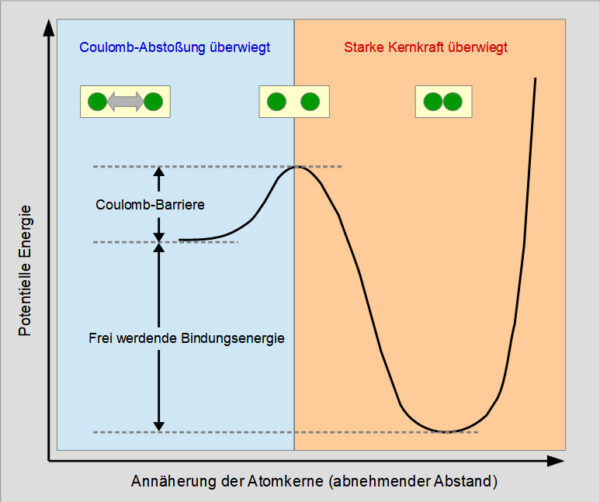 Coulomb-Abstoßung überwiegt
Starke Kernkraft überwiegt
Coulomb-Barriere
Frei werdende Bindungsenergie
Potentielle Energie
Annäherung der Atomkerne (abnehmender Abstand)